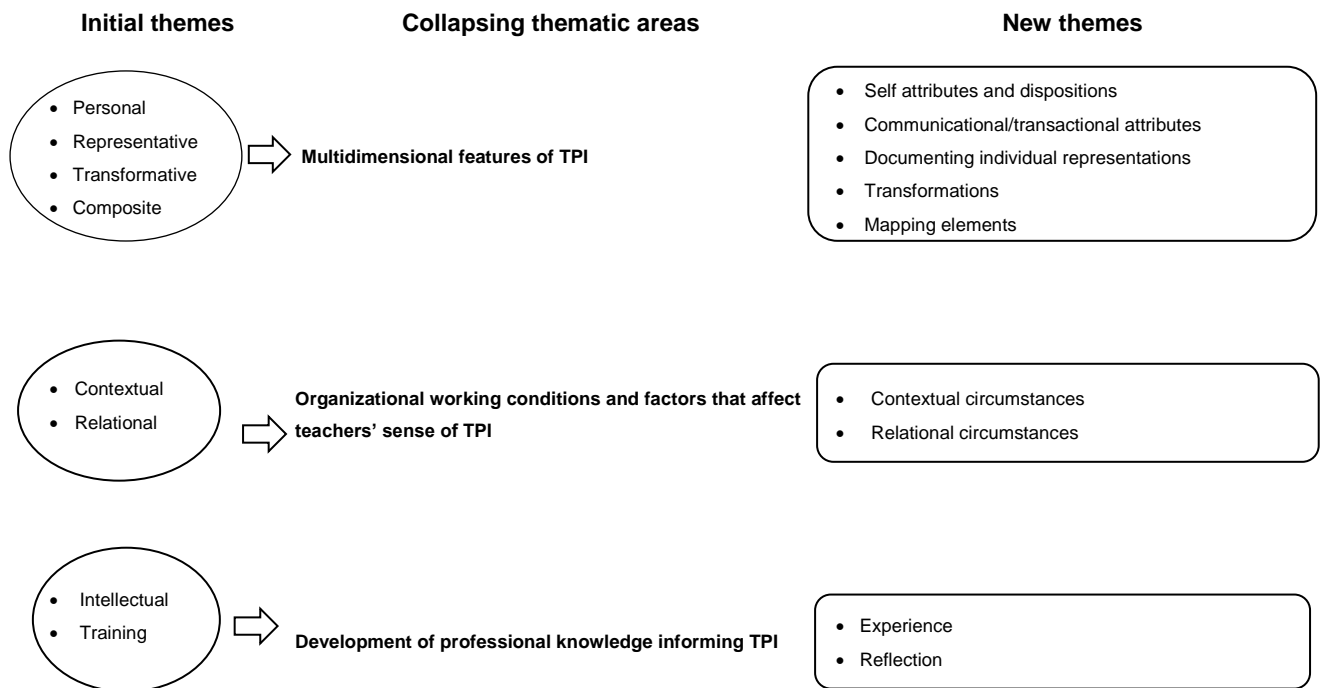 Initial themes
Collapsing thematic areas
New themes
• Personal
• Representative
• Transformative
• Composite
Multidimensional features of TPI
• Self attributes and dispositions
• Communicational/transactional attributes
• Documenting individual representations
• Transformations
• Mapping elements
• Contextual
• Relational
Organizational working conditions and factors that affect
teachers’ sense of TPI
• Contextual circumstances
• Relational circumstances
• Intellectual
• Training
Development of professional knowledge informing TPI
• Experience
• Reflection